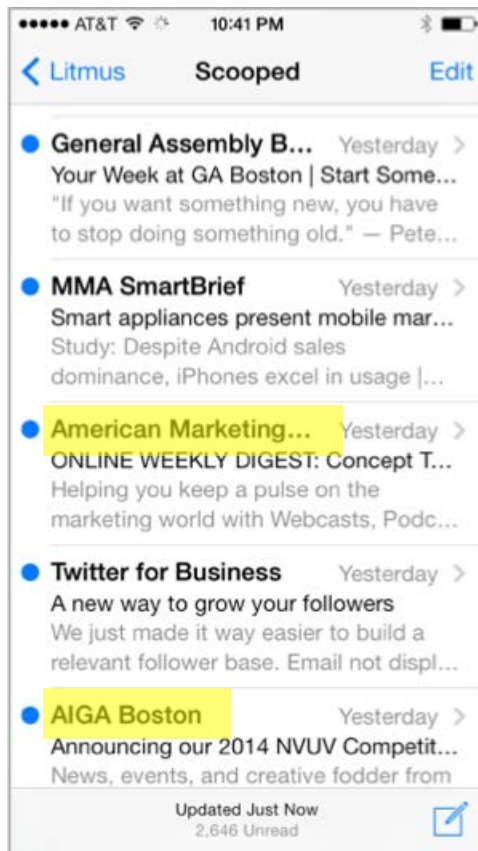 AT&T 10:41 PM
Litmus Scooped Edit
General Assembly B... Yesterday
Your Week at GA Boston | Start Some...
"If you want something new, you have
to stop doing something old." — Pete...
MMA SmartBrief Yesterday
Smart appliances present mobile mar...
Study: Despite Android sales
dominance, iPhones excel in usage |...
American Marketing... Yesterday
ONLINE WEEKLY DIGEST: Concept T...
Helping you keep a pulse on the
marketing world with Webcasts, Podc...
Twitter for Business Yesterday
A new way to grow your followers
We just made it way easier to build a
relevant follower base. Email not displ...
AIGA Boston Yesterday
Announcing our 2014 NVUV Competit...
News, events, and creative fodder from
Updated Just Now
2,646 Unread